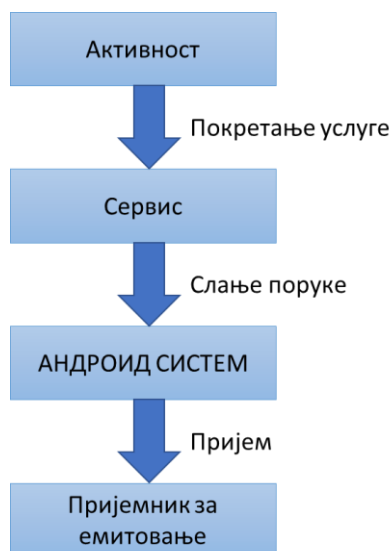 Активност
Покретање услуге
Сервис
Слање поруке
АНДРОИД СИСТЕМ
Пријем
Пријемник за
емитовање